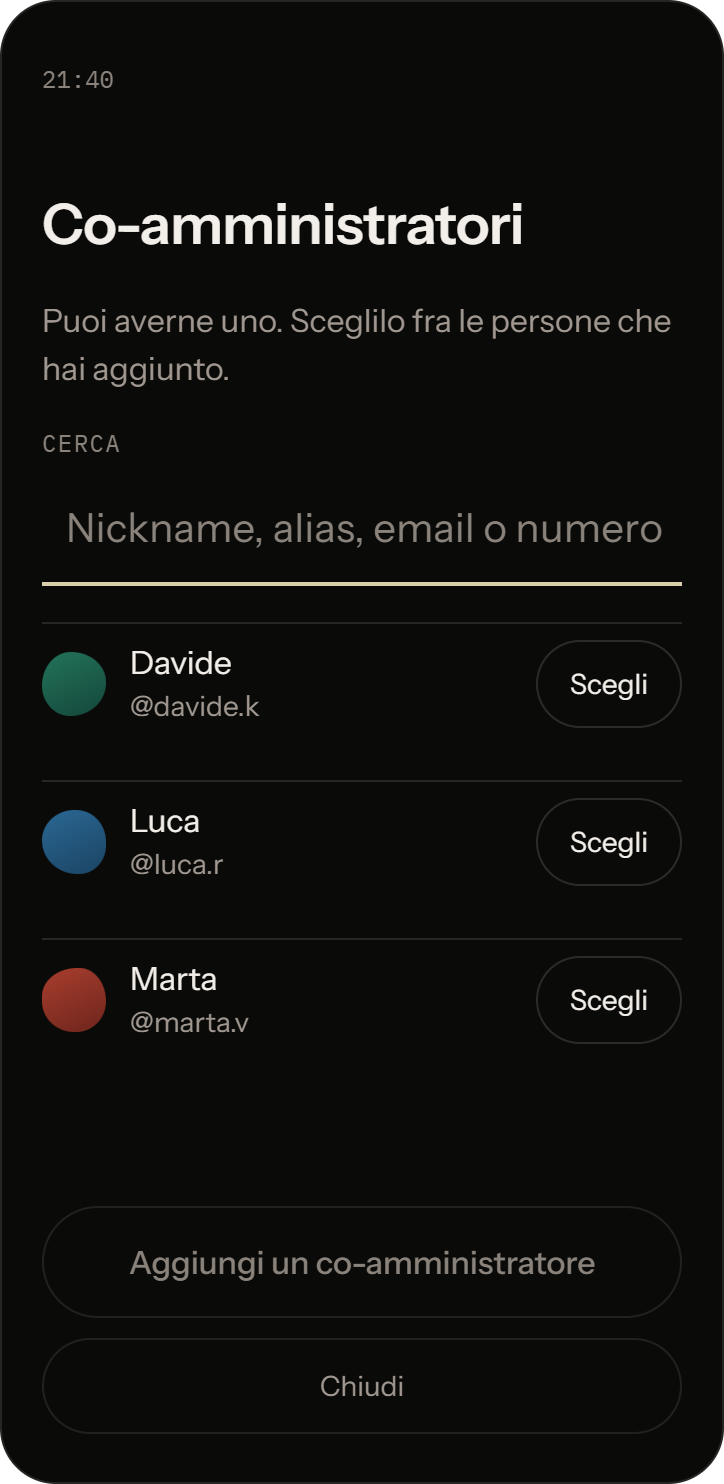 21:40
Co-amministratori
Puoi averne uno. Sceglilo fra le persone che
hai aggiunto.
CERCA
Nickname, alias, email o numero
Davide
@davide.k
Scegli
Luca
@luca.r
Scegli
Marta
@marta.v
Scegli
Aggiungi un co-amministratore
Chiudi